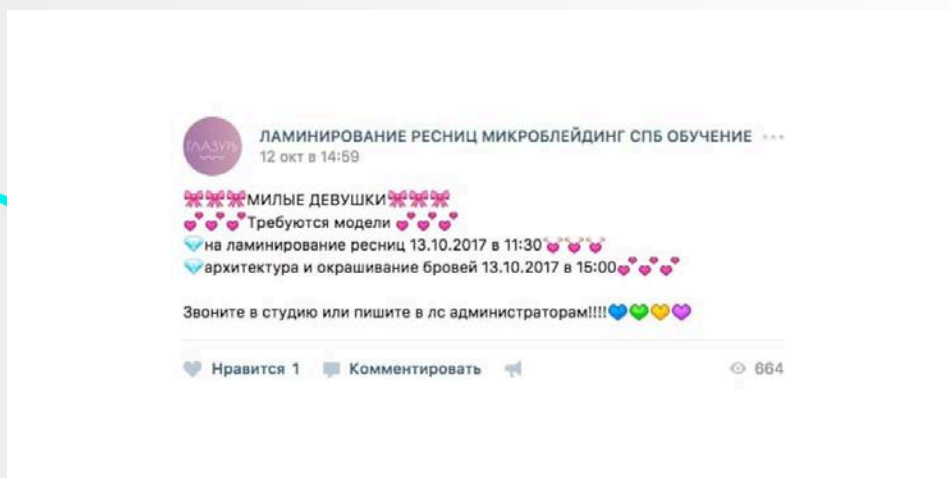 ГЛАЗУРЬ
ЛАМИНИРОВАНИЕ РЕСНИЦ МИКРОБЛЕЙДИНГ СПБ ОБУЧЕНИЕ
12 окт в 14:59
🎀🎀🎀МИЛЫЕ ДЕВУШКИ🎀🎀🎀
💕💕💕Требуются модели 💕💕💕
💎на ламинирование ресниц 13.10.2017 в 11:30💘💘💘
💎архитектура и окрашивание бровей 13.10.2017 в 15:00💕💕💕
Звоните в студию или пишите в лс администраторам!!!!💙💚💛💜
Нравится 1 Комментировать 664